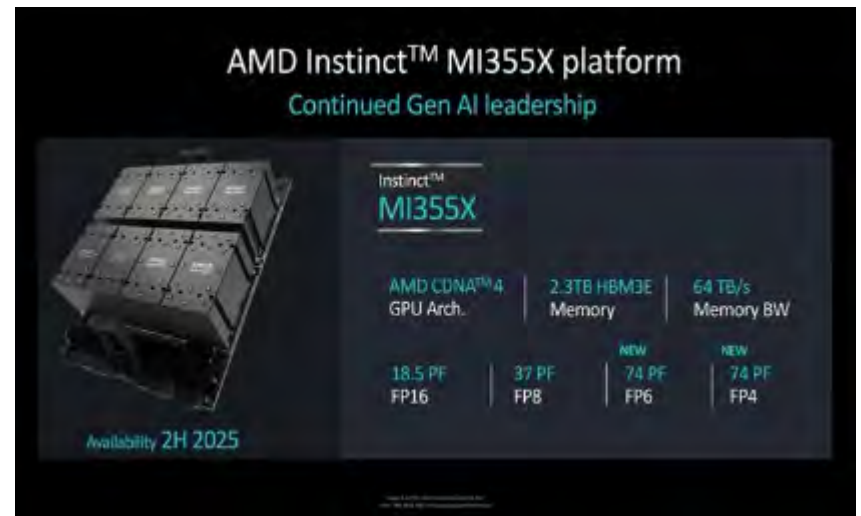 AMD Instinct™ MI355X platform
Continued Gen AI leadership
Instinct™
MI355X
AMD CDNA™ 4
GPU Arch.
2.3TB HBM3E
Memory
64 TB/s
Memory BW
18.5 PF
FP16
37 PF
FP8
NEW
74 PF
FP6
NEW
74 PF
FP4
Availability 2H 2025